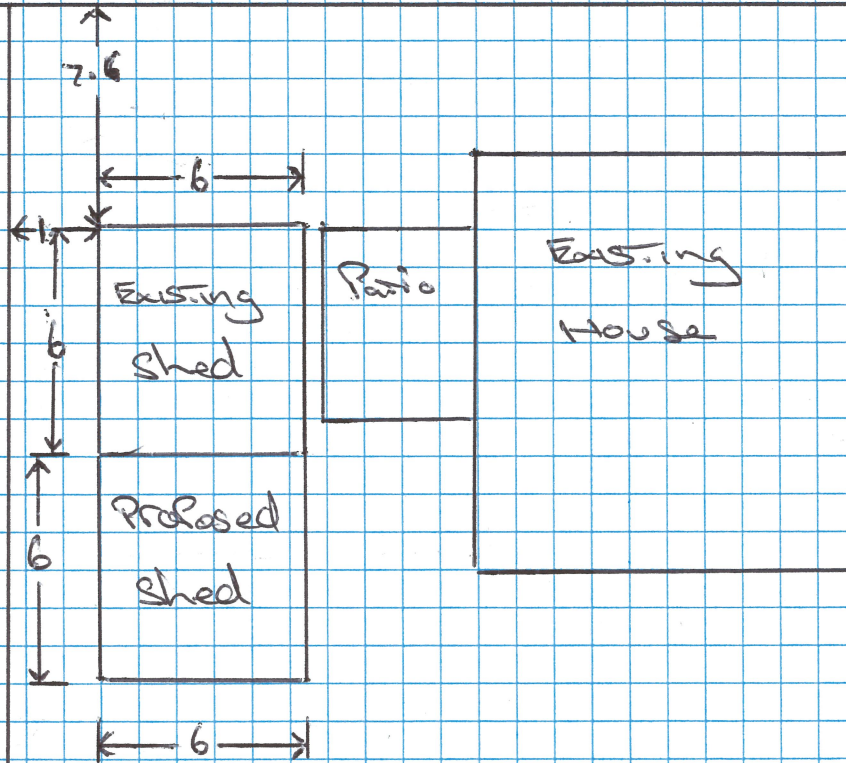 7.6
6
1
Existing
Shed
Patio
Existing
House
6
Proposed
Shed
6
6